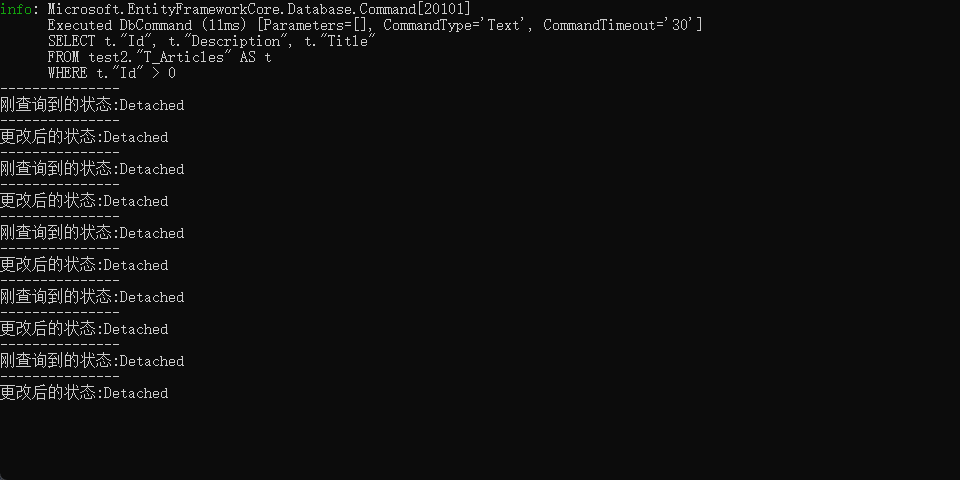 info: Microsoft.EntityFrameworkCore.Database.Command[20101]
Executed DbCommand (11ms) [Parameters=[], CommandType='Text', CommandTimeout='30']
SELECT t."Id", t."Description", t."Title"
FROM test2."T_Articles" AS t
WHERE t."Id" > 0
---------------
刚查询到的状态:Detached
---------------
更改后的状态:Detached
---------------
刚查询到的状态:Detached
---------------
更改后的状态:Detached
---------------
刚查询到的状态:Detached
---------------
更改后的状态:Detached
---------------
刚查询到的状态:Detached
---------------
更改后的状态:Detached
---------------
刚查询到的状态:Detached
---------------
更改后的状态:Detached